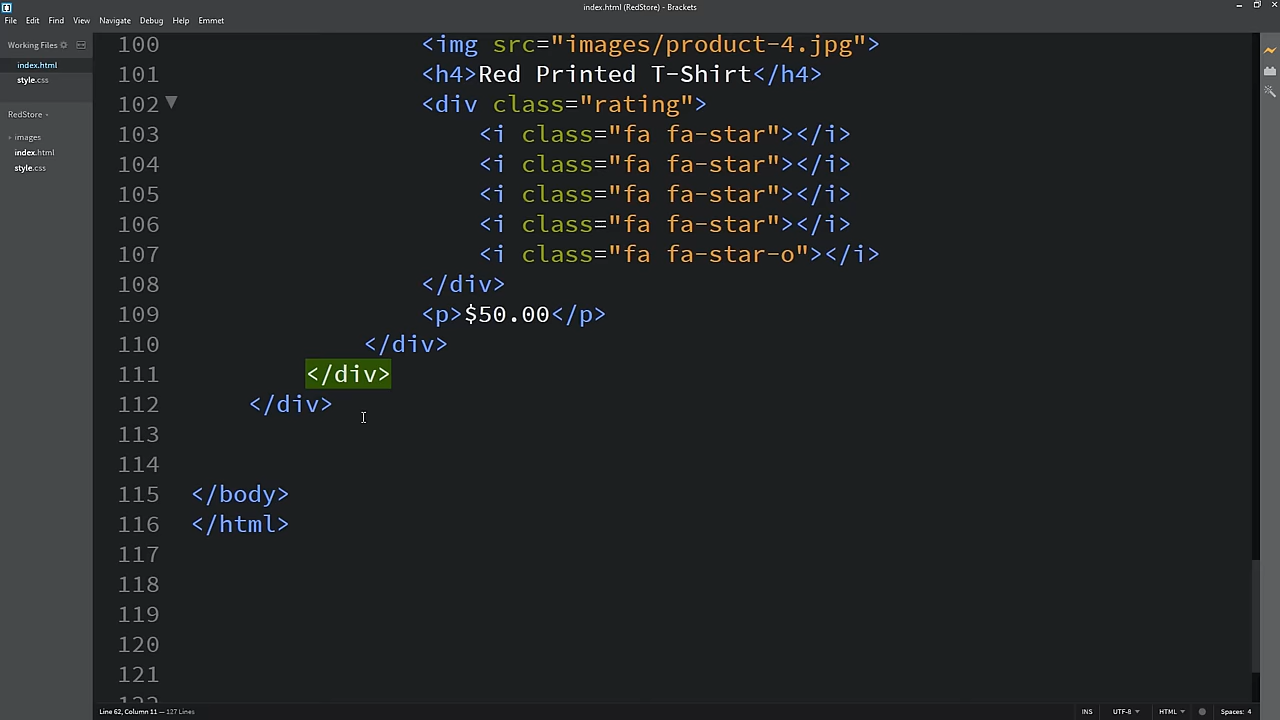 index.html (RedStore) - Brackets
File Edit Find View Navigate Debug Help Emmet
Working Files
index.html
style.css
RedStore
images
index.html
style.css
100 <img src="images/product-4.jpg">
101 <h4>Red Printed T-Shirt</h4>
102 <div class="rating">
103 <i class="fa fa-star"></i>
104 <i class="fa fa-star"></i>
105 <i class="fa fa-star"></i>
106 <i class="fa fa-star"></i>
107 <i class="fa fa-star-o"></i>
108 </div>
109 <p>$50.00</p>
110 </div>
111 </div>
112 </div>
113
114
115 </body>
116 </html>
117
118
119
120
121
Line 62, Column 11 — 127 Lines
INS UTF-8 HTML Spaces: 4